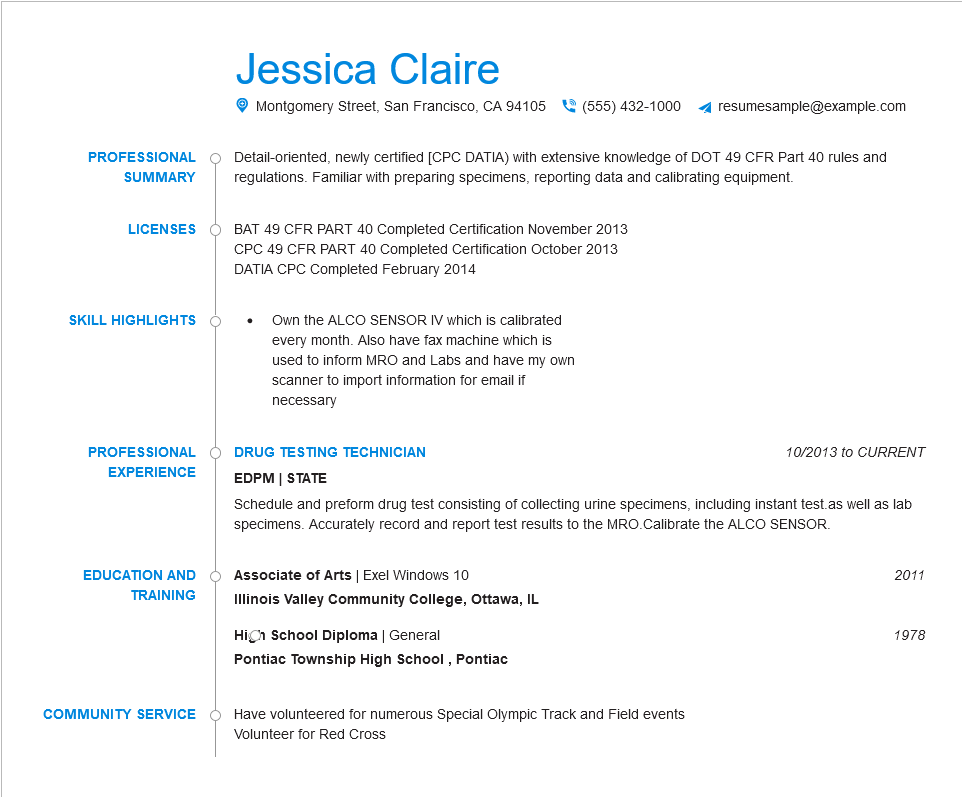 Jessica Claire
Montgomery Street, San Francisco, CA 94105 (555) 432-1000 resumesample@example.com
PROFESSIONAL SUMMARY
Detail-oriented, newly certified [CPC DATIA) with extensive knowledge of DOT 49 CFR Part 40 rules and
regulations. Familiar with preparing specimens, reporting data and calibrating equipment.
LICENSES
BAT 49 CFR PART 40 Completed Certification November 2013
CPC 49 CFR PART 40 Completed Certification October 2013
DATIA CPC Completed February 2014
SKILL HIGHLIGHTS
• Own the ALCO SENSOR IV which is calibrated
every month. Also have fax machine which is
used to inform MRO and Labs and have my own
scanner to import information for email if
necessary
PROFESSIONAL
EXPERIENCE
DRUG TESTING TECHNICIAN 10/2013 to CURRENT
EDPM | STATE
Schedule and preform drug test consisting of collecting urine specimens, including instant test.as well as lab
specimens. Accurately record and report test results to the MRO.Calibrate the ALCO SENSOR.
EDUCATION AND
TRAINING
Associate of Arts | Exel Windows 10 2011
Illinois Valley Community College, Ottawa, IL
High School Diploma | General 1978
Pontiac Township High School , Pontiac
COMMUNITY SERVICE
Have volunteered for numerous Special Olympic Track and Field events
Volunteer for Red Cross